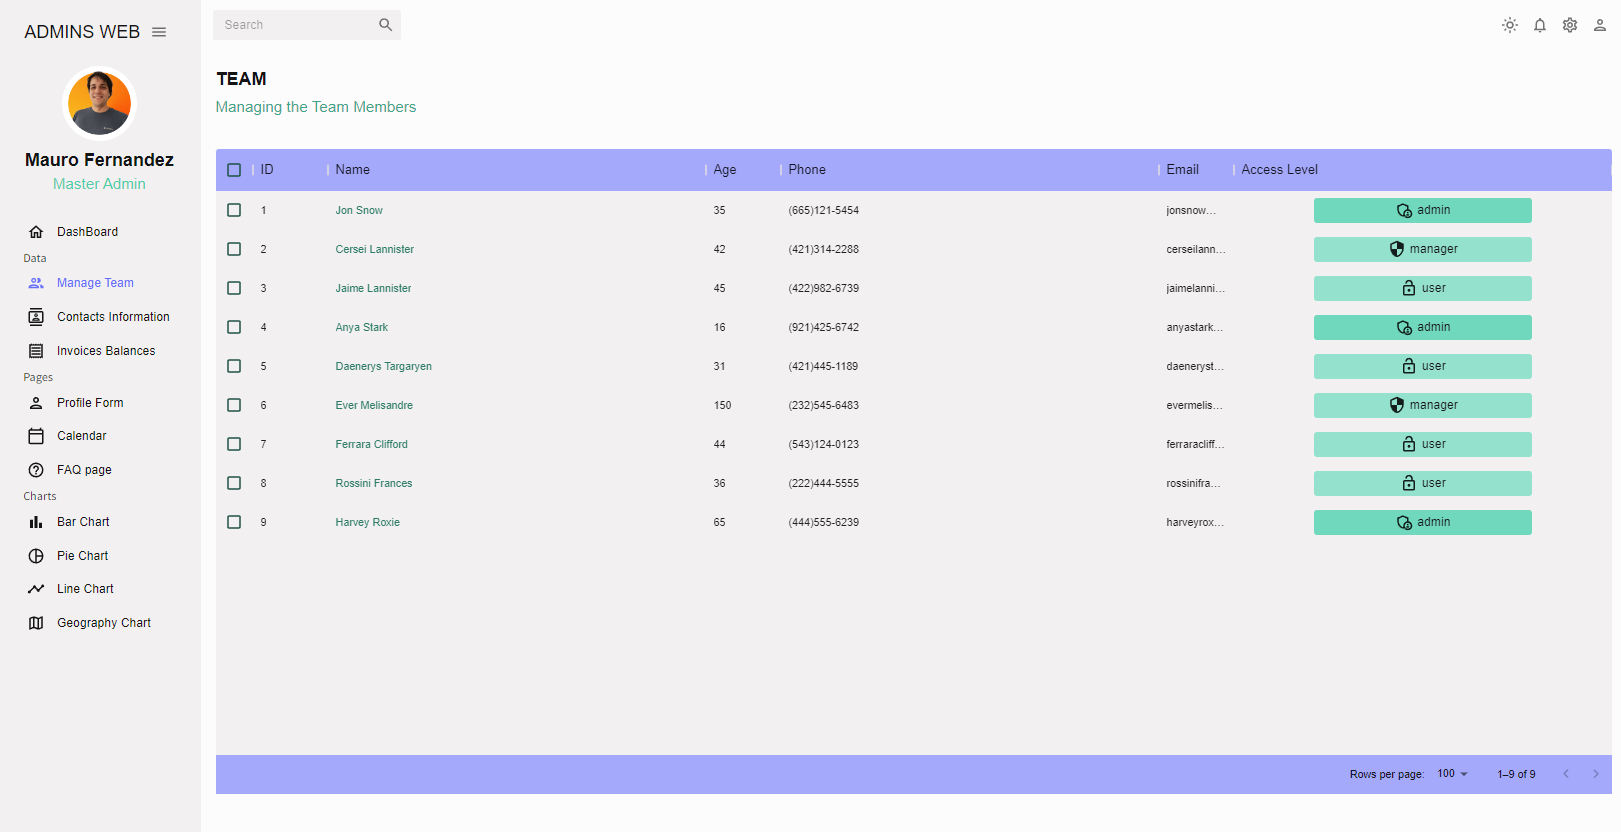 ADMINS WEB
Mauro Fernandez
Master Admin
DashBoard
Data
Manage Team
Contacts Information
Invoices Balances
Pages
Profile Form
Calendar
FAQ page
Charts
Bar Chart
Pie Chart
Line Chart
Geography Chart
Search
TEAM
Managing the Team Members
ID Name Age Phone Email Access Level
1 Jon Snow 35 (665)121-5454 jonsnow... admin
2 Cersei Lannister 42 (421)314-2288 cerseilann... manager
3 Jaime Lannister 45 (422)982-6739 jaimelanni... user
4 Anya Stark 16 (921)425-6742 anyastark... admin
5 Daenerys Targaryen 31 (421)445-1189 daeneryst... user
6 Ever Melisandre 150 (232)545-6483 evermelis... manager
7 Ferrara Clifford 44 (543)124-0123 ferraracliff... user
8 Rossini Frances 36 (222)444-5555 rossinifra... user
9 Harvey Roxie 65 (444)555-6239 harveyrox... admin
Rows per page: 100 1–9 of 9